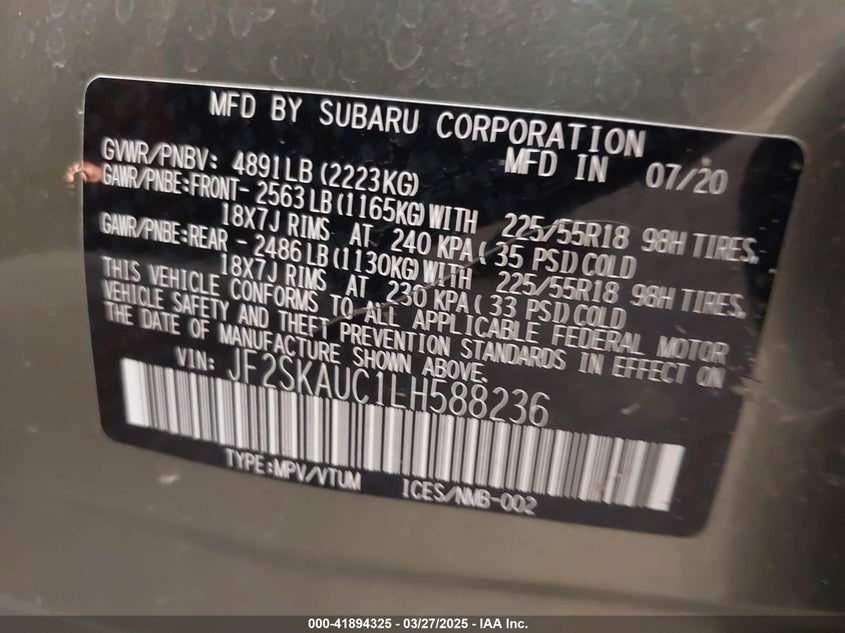 MFD BY SUBARU CORPORATION
MFD IN 07/20
GVWR/PNBV: 4891LB (2223KG)
GAWR/PNBE:FRONT- 2563LB(1165KG)WITH 225/55R18 98H TIRES,
18X7J RIMS AT 240 KPA( 35 PSI)COLD
GAWR/PNBE:REAR - 2486LB(1130KG)WITH 225/55R18 98H TIRES,
18X7J RIMS AT 230 KPA( 33 PSI)COLD
THIS VEHICLE CONFORMS TO ALL APPLICABLE FEDERAL MOTOR
VEHICLE SAFETY AND THEFT PREVENTION STANDARDS IN EFFECT ON
THE DATE OF MANUFACTURE SHOWN ABOVE.
VIN: JF2SKAUC1LH588236
TYPE:MPV/VTUM ICES/NMB-002
000-41894325 | 03/27/2025 - IAA Inc.